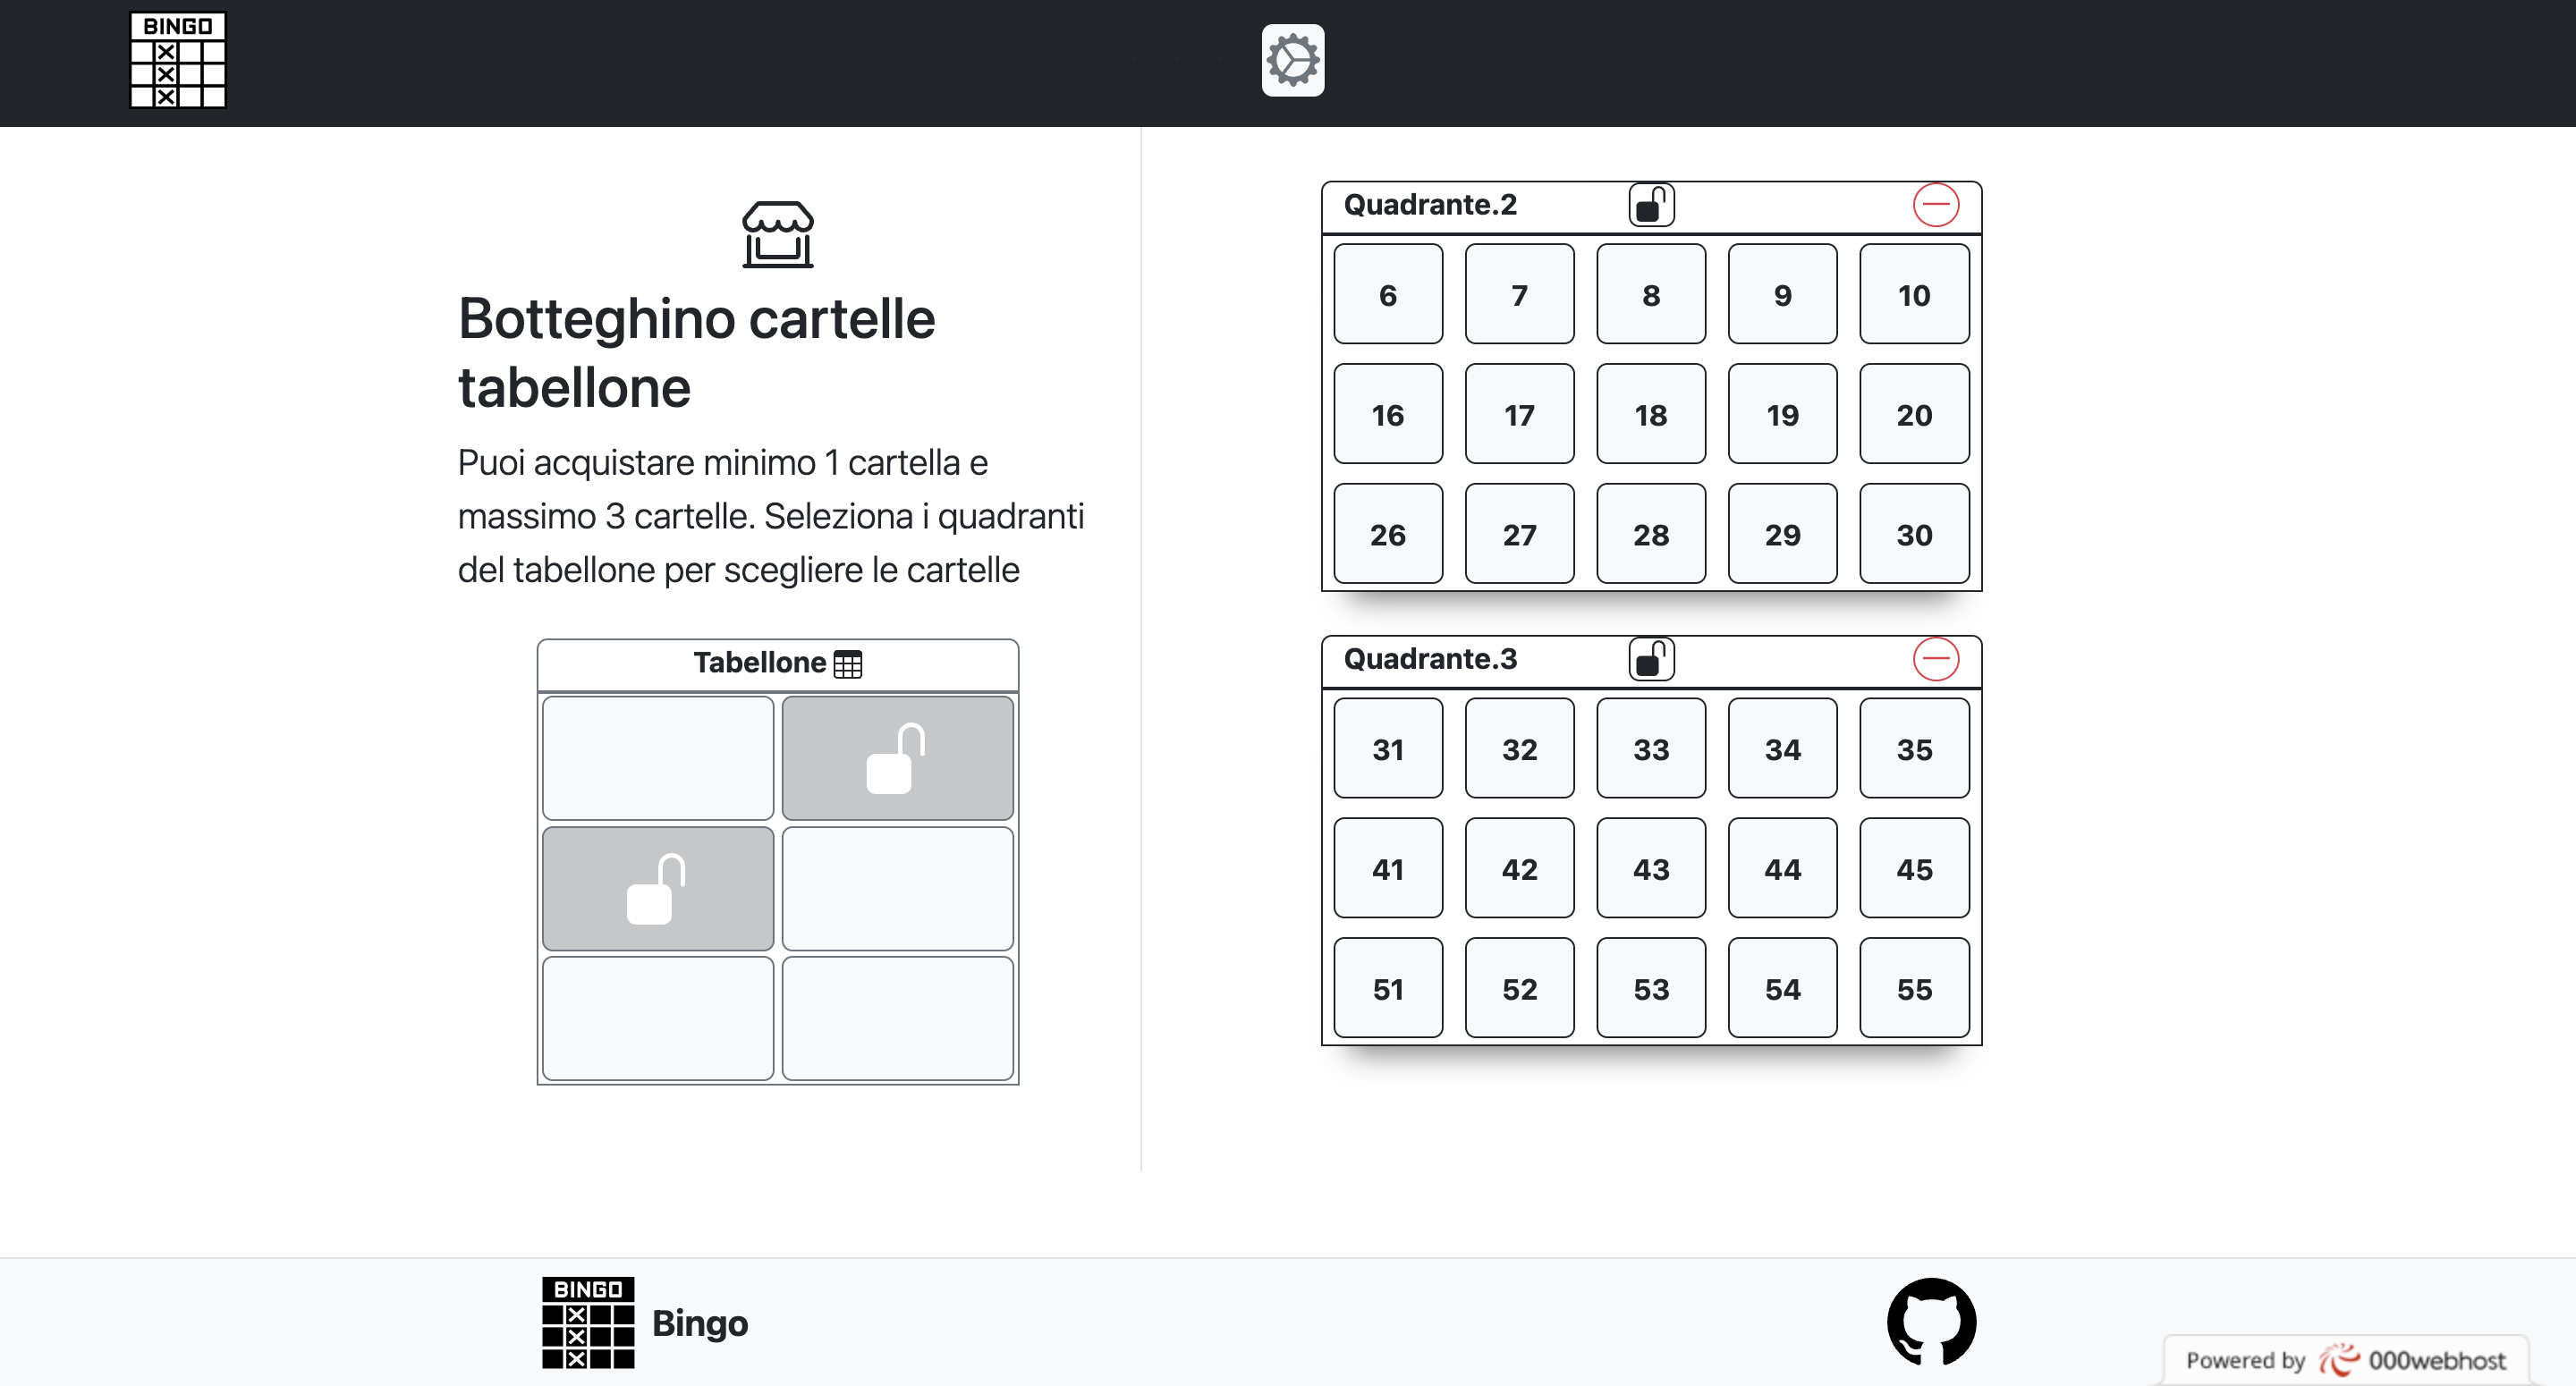 BINGO
Botteghino cartelle
tabellone
Puoi acquistare minimo 1 cartella e
massimo 3 cartelle. Seleziona i quadranti
del tabellone per scegliere le cartelle
Tabellone
Quadrante.2
6 7 8 9 10
16 17 18 19 20
26 27 28 29 30
Quadrante.3
31 32 33 34 35
41 42 43 44 45
51 52 53 54 55
BINGO
Bingo
Powered by 000webhost